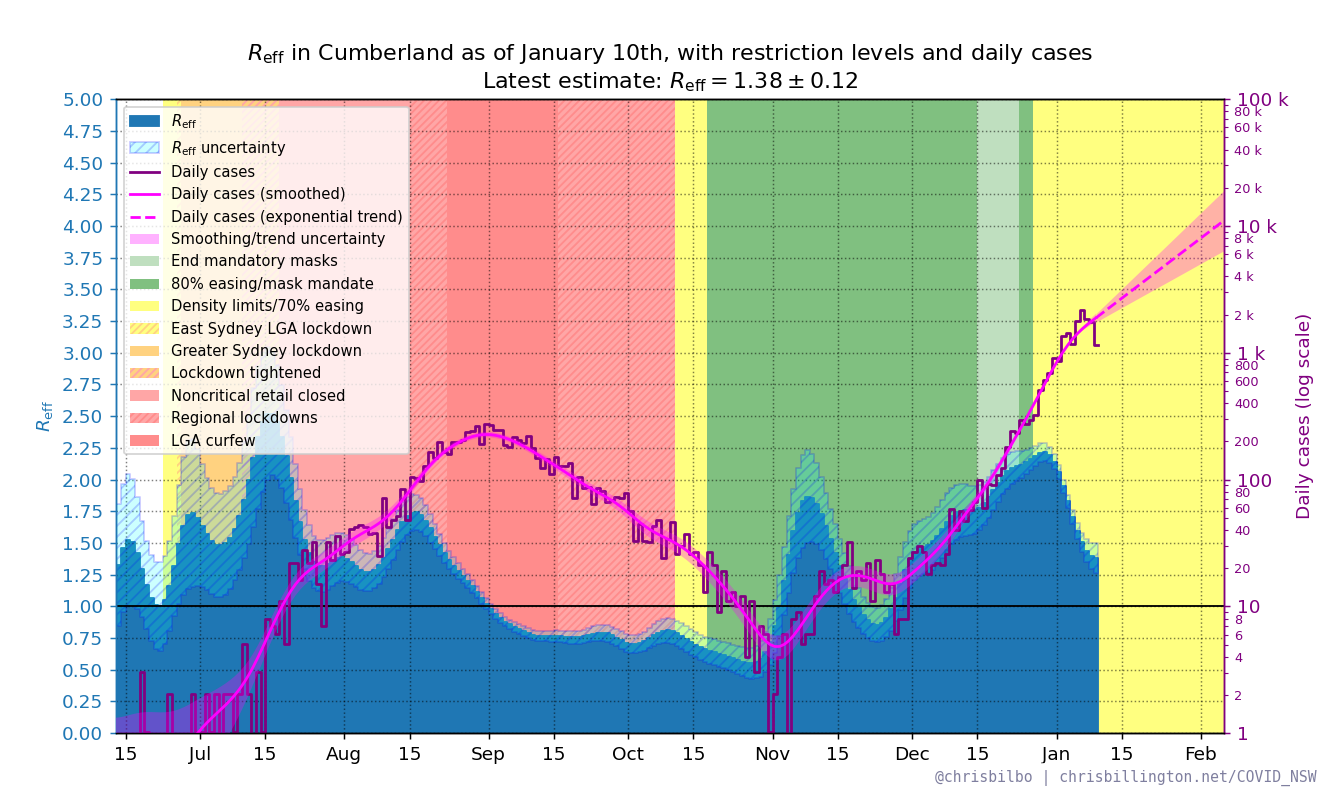 Reff in Cumberland as of January 10th, with restriction levels and daily cases
Latest estimate: Reff = 1.38 ± 0.12
Reff
5.00
4.75
4.50
4.25
4.00
3.75
3.50
3.25
3.00
2.75
2.50
2.25
2.00
1.75
1.50
1.25
1.00
0.75
0.50
0.25
0.00
Reff
Reff uncertainty
Daily cases
Daily cases (smoothed)
Daily cases (exponential trend)
Smoothing/trend uncertainty
End mandatory masks
80% easing/mask mandate
Density limits/70% easing
East Sydney LGA lockdown
Greater Sydney lockdown
Lockdown tightened
Noncritical retail closed
Regional lockdowns
LGA curfew
100 k
80 k
60 k
40 k
20 k
10 k
8 k
6 k
4 k
2 k
1 k
800
600
400
200
100
80
60
40
20
10
8
6
4
2
1
Daily cases (log scale)
15 Jul 15 Aug 15 Sep 15 Oct 15 Nov 15 Dec 15 Jan 15 Feb
@chrisbilbo | chrisbillington.net/COVID_NSW